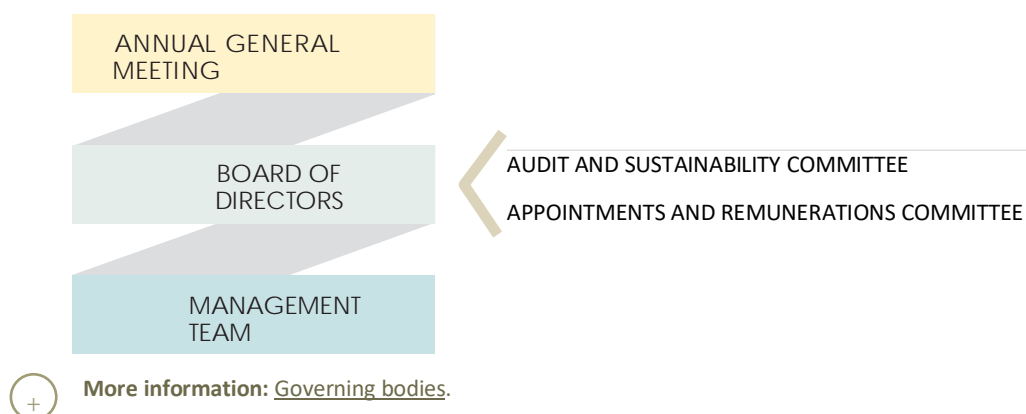 ANNUAL GENERAL
MEETING
BOARD OF
DIRECTORS
AUDIT AND SUSTAINABILITY COMMITTEE
APPOINTMENTS AND REMUNERATIONS COMMITTEE
MANAGEMENT
TEAM
+
More information: Governing bodies.